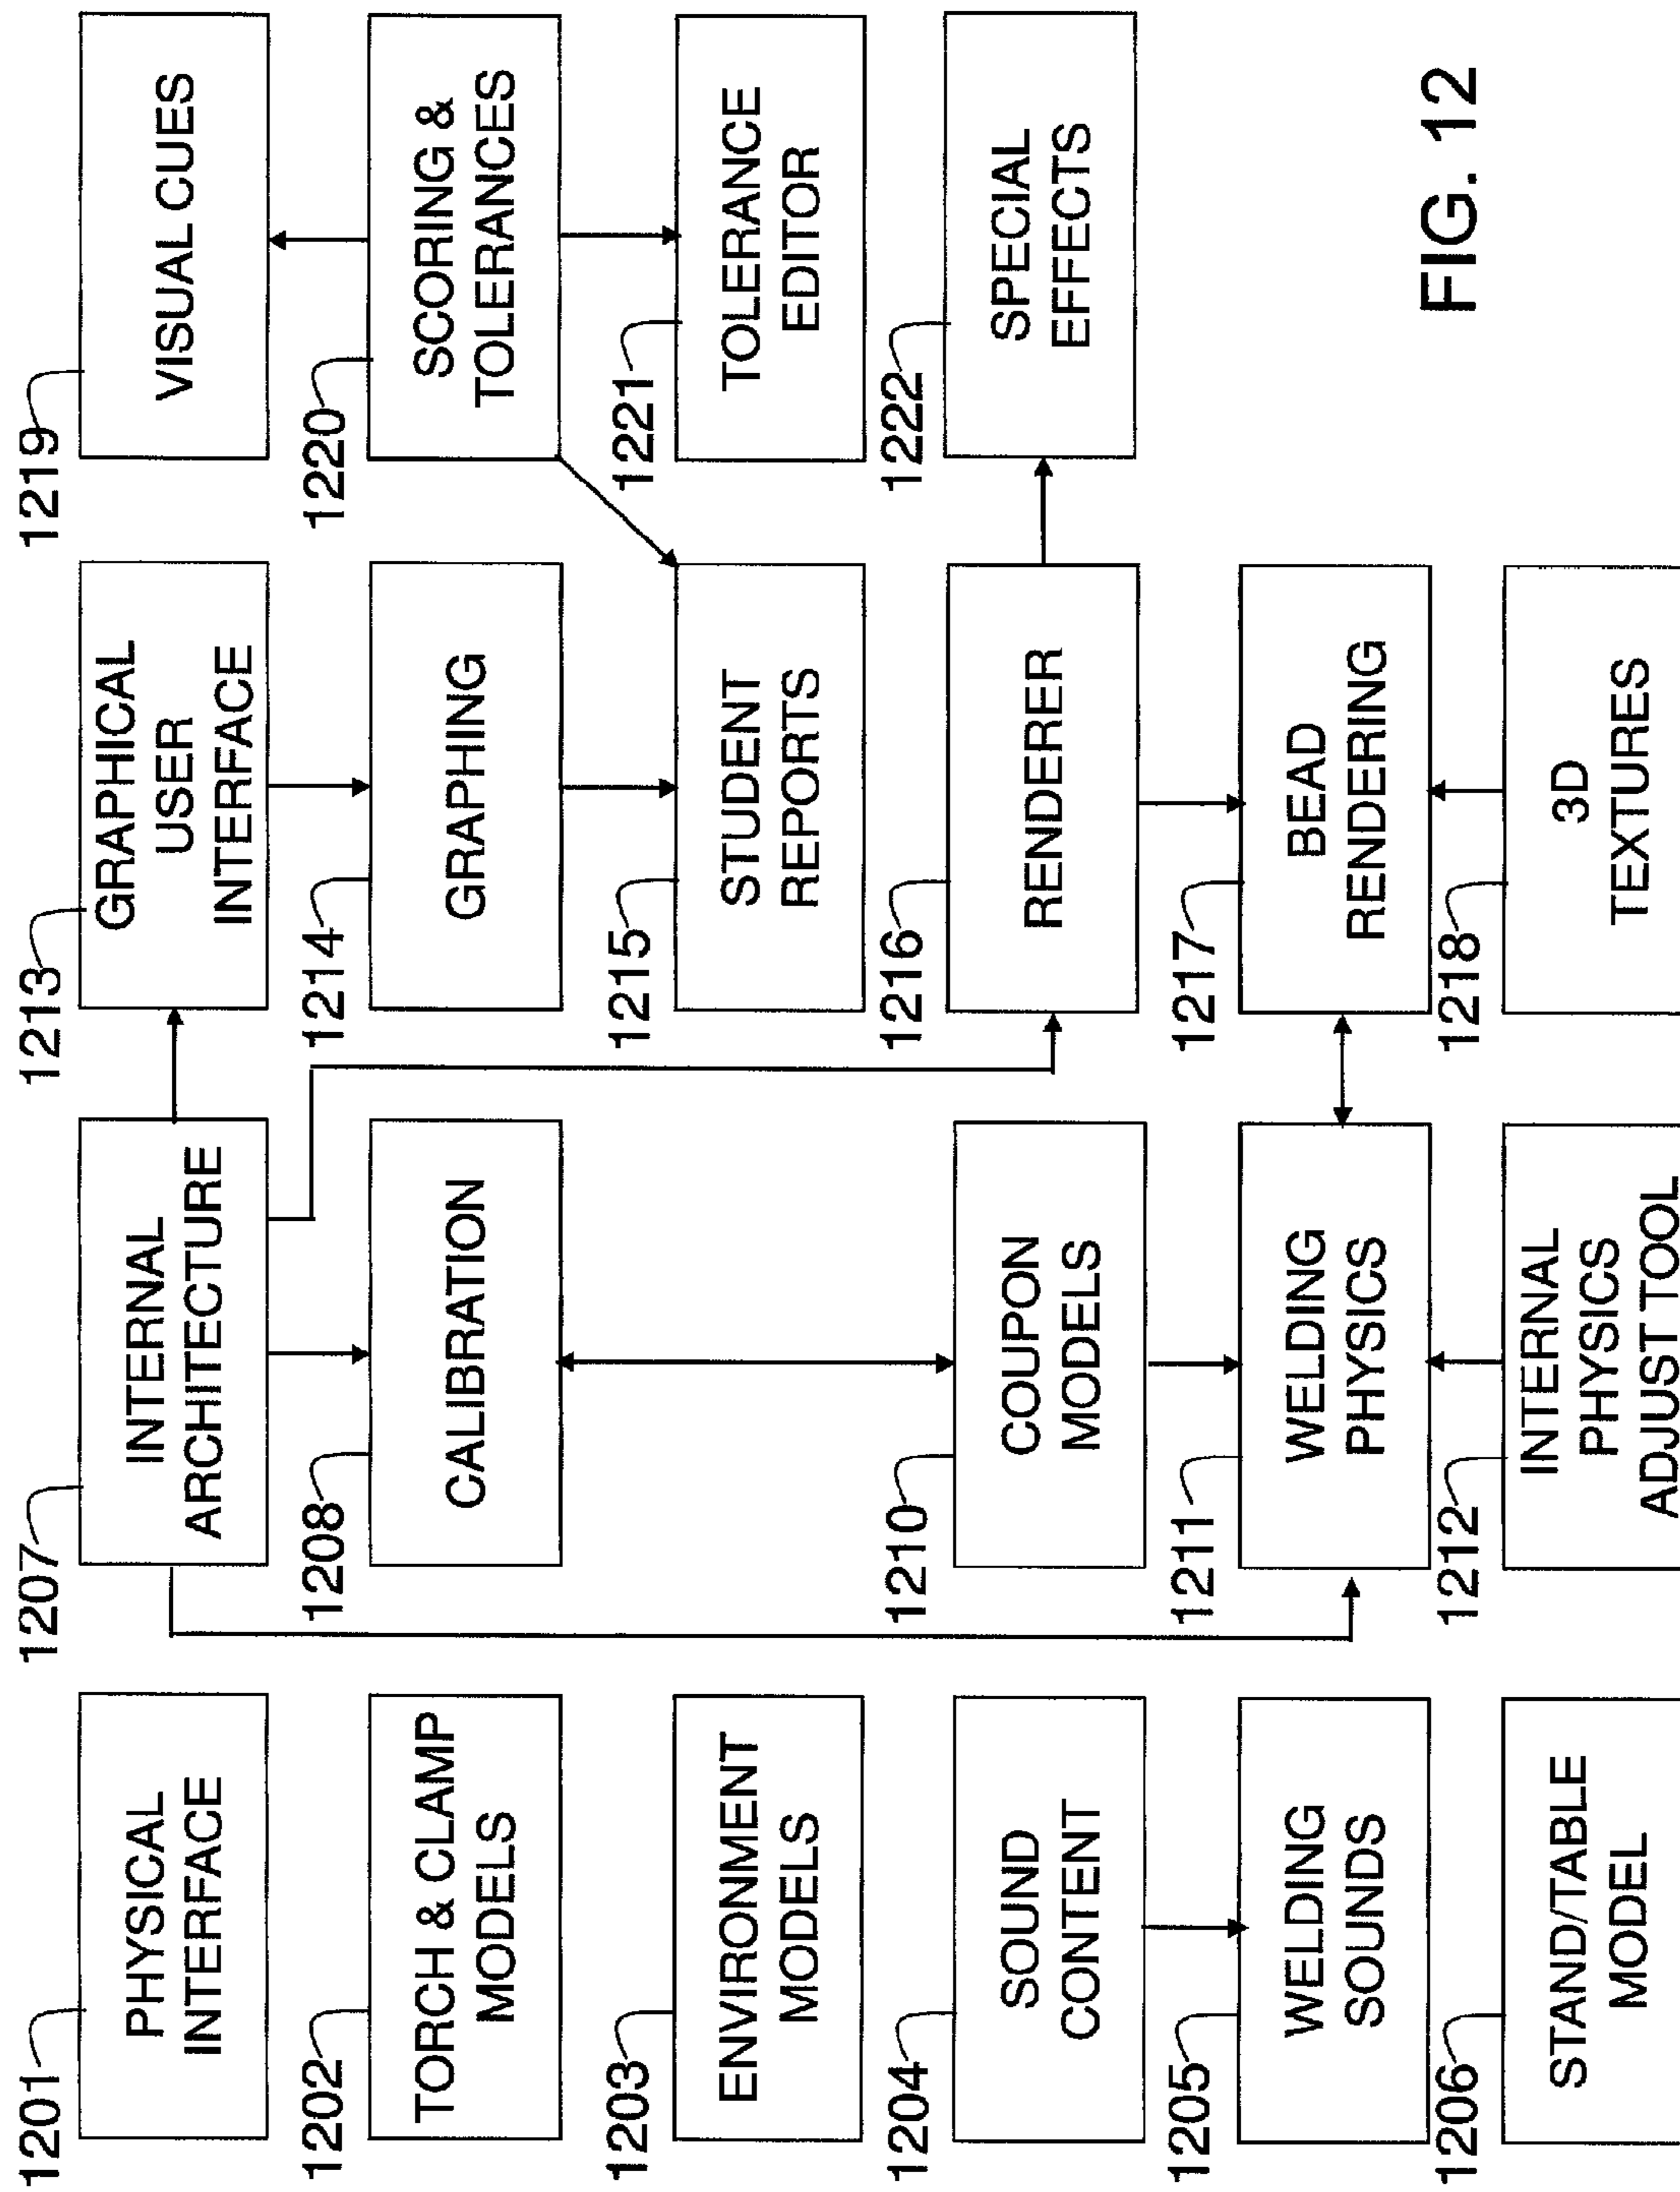 1201
PHYSICAL
INTERFACE
1202
TORCH & CLAMP
MODELS
1203
ENVIRONMENT
MODELS
1204
SOUND
CONTENT
1205
WELDING
SOUNDS
1206
STAND/TABLE
MODEL
1207
INTERNAL
ARCHITECTURE
1208
CALIBRATION
1210
COUPON
MODELS
1211
WELDING
PHYSICS
1212
INTERNAL
PHYSICS
ADJUST TOOL
1213
GRAPHICAL
USER
INTERFACE
1214
GRAPHING
1215
STUDENT
REPORTS
1216
RENDERER
1217
BEAD
RENDERING
1218
3D
TEXTURES
1219
VISUAL CUES
1220
SCORING &
TOLERANCES
1221
TOLERANCE
EDITOR
1222
SPECIAL
EFFECTS
FIG. 12